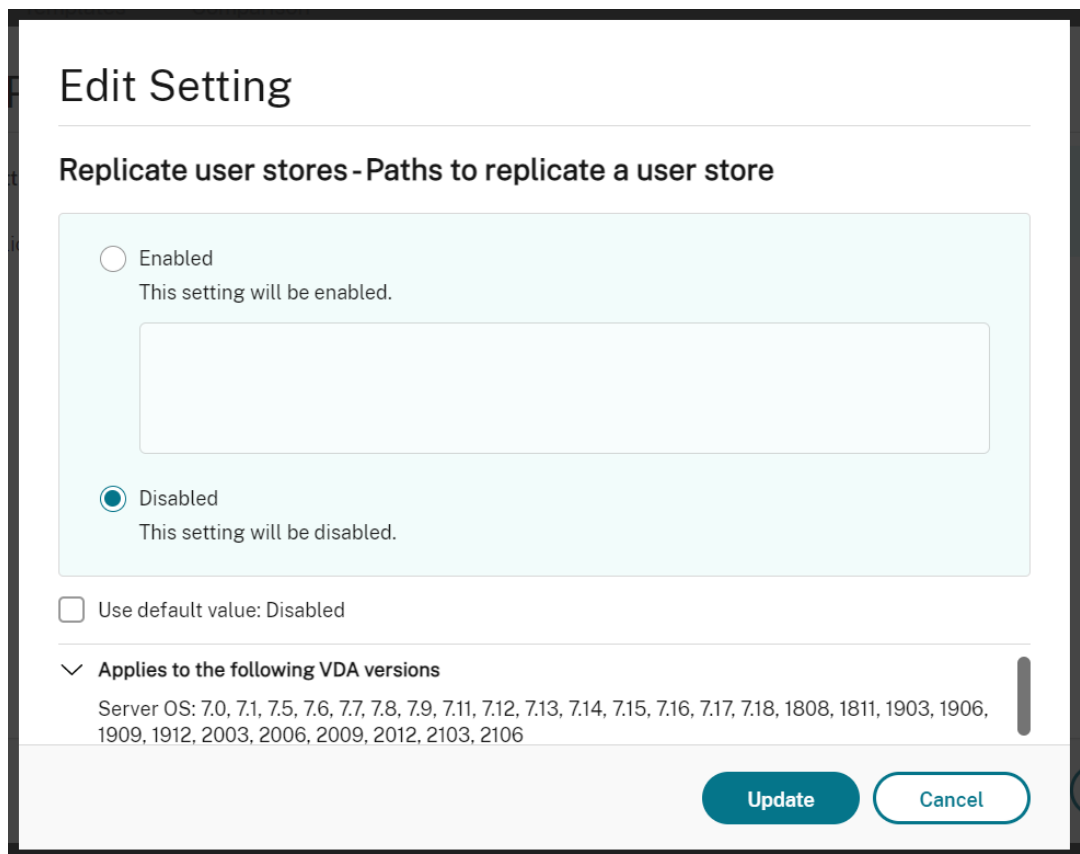 Edit Setting
Replicate user stores - Paths to replicate a user store
Enabled
This setting will be enabled.
Disabled
This setting will be disabled.
Use default value: Disabled
Applies to the following VDA versions
Server OS: 7.0, 7.1, 7.5, 7.6, 7.7, 7.8, 7.9, 7.11, 7.12, 7.13, 7.14, 7.15, 7.16, 7.17, 7.18, 1808, 1811, 1903, 1906,
1909, 1912, 2003, 2006, 2009, 2012, 2103, 2106
Update
Cancel